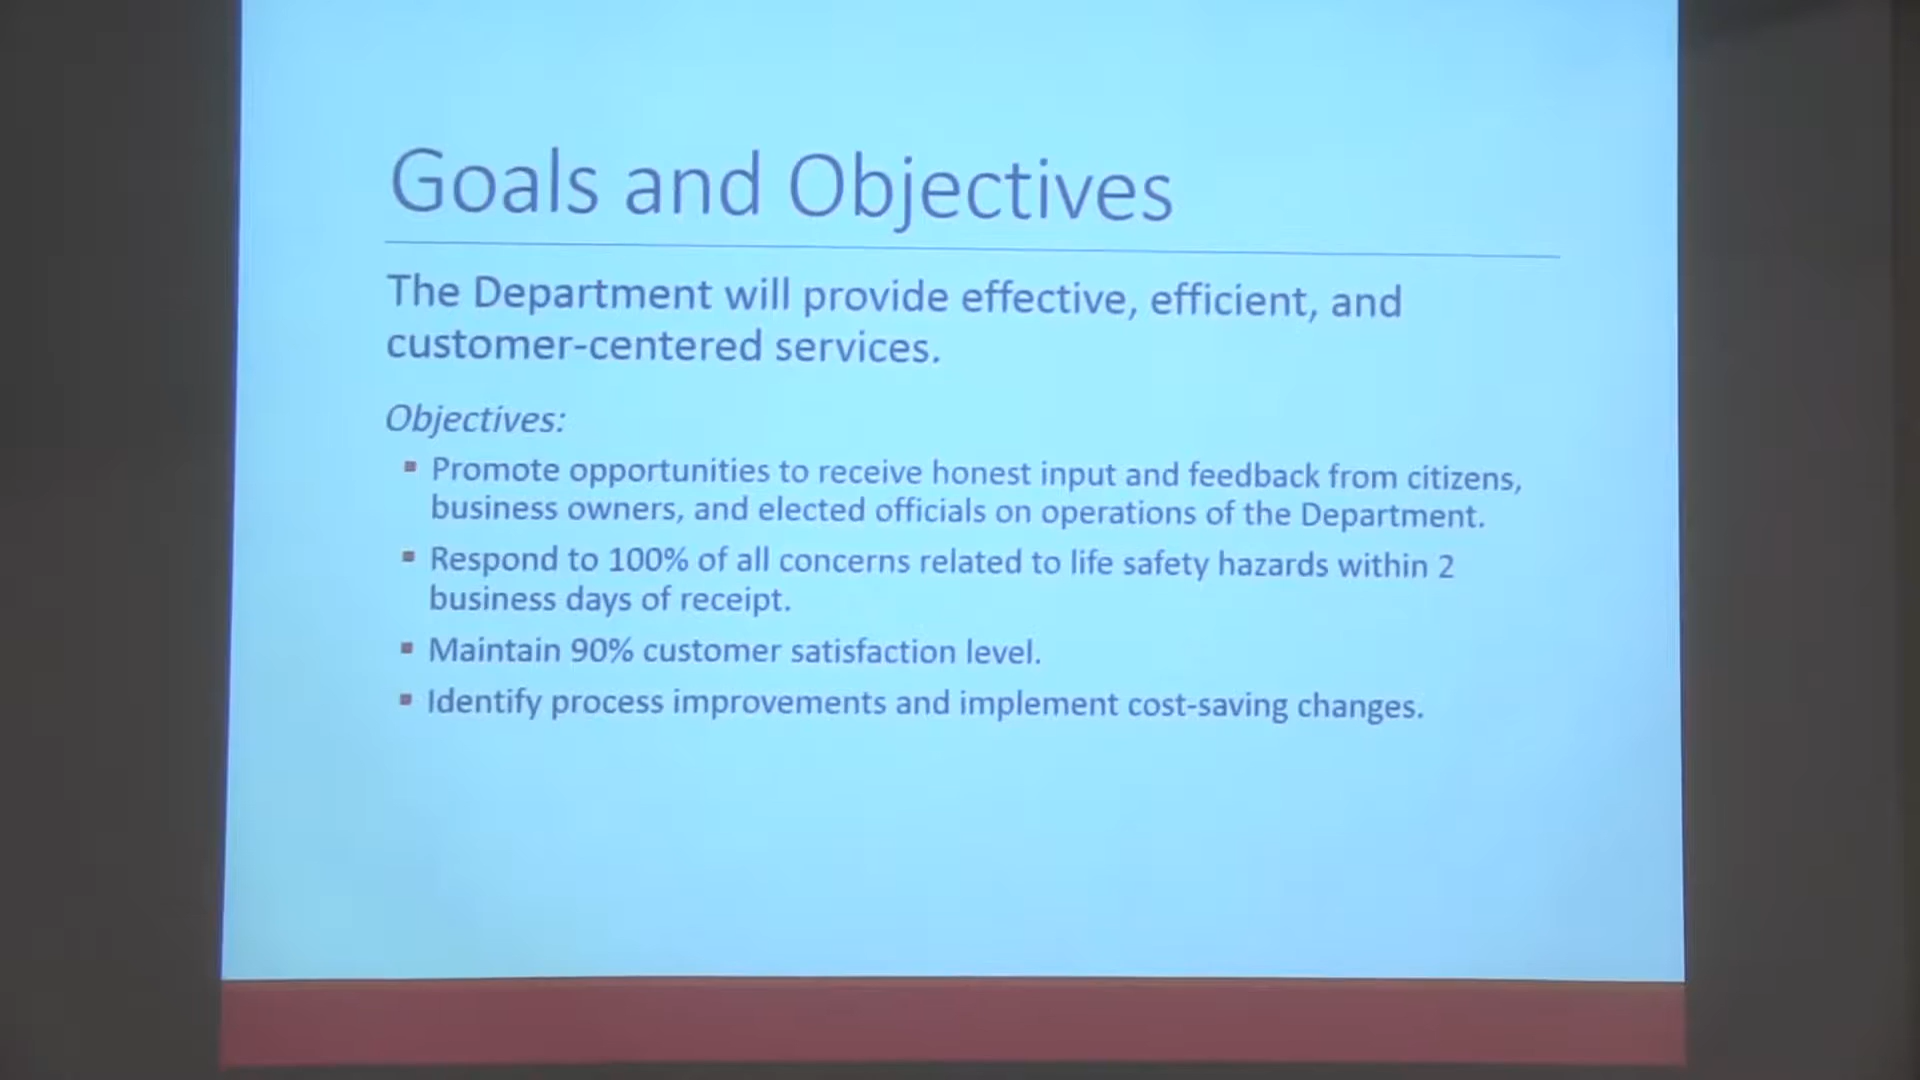 Goals and Objectives
The Department will provide effective, efficient, and
customer-centered services.
Objectives:
▪ Promote opportunities to receive honest input and feedback from citizens,
business owners, and elected officials on operations of the Department.
▪ Respond to 100% of all concerns related to life safety hazards within 2
business days of receipt.
▪ Maintain 90% customer satisfaction level.
▪ Identify process improvements and implement cost-saving changes.